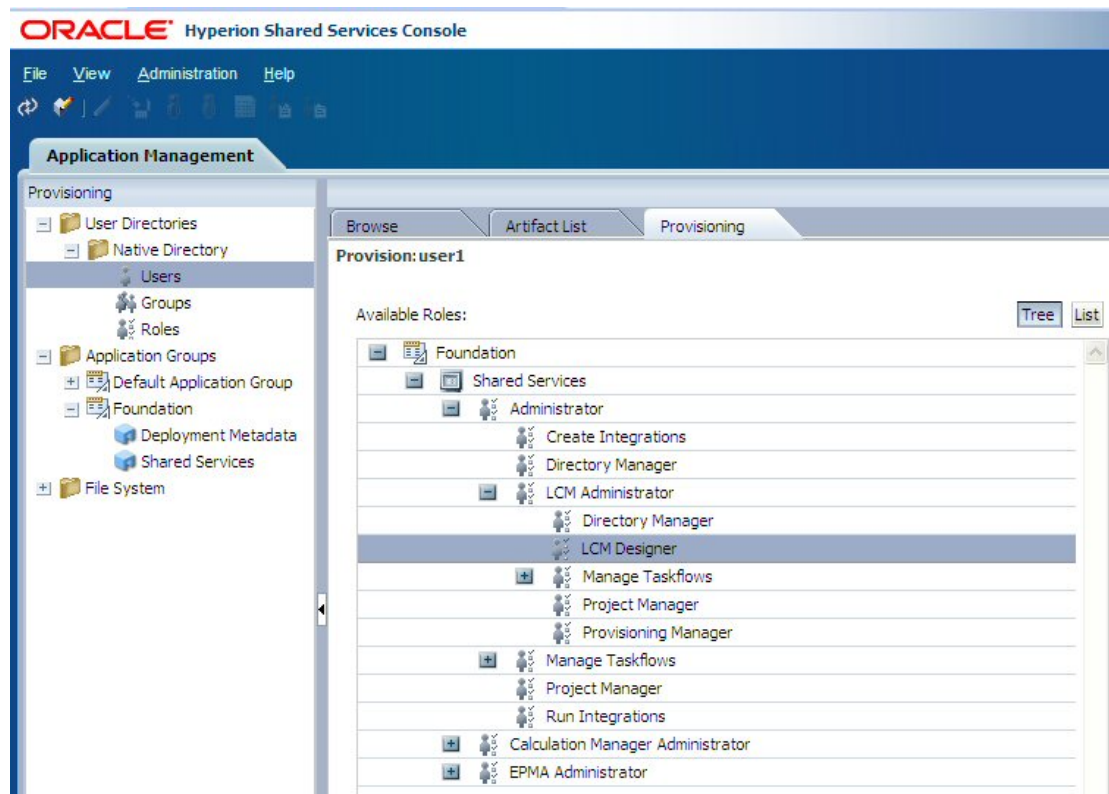 ORACLE Hyperion Shared Services Console
File View Administration Help
Application Management
Provisioning
User Directories
Native Directory
Users
Groups
Roles
Application Groups
Default Application Group
Foundation
Deployment Metadata
Shared Services
File System
Browse Artifact List Provisioning
Provision:user1
Available Roles: Tree List
Foundation
Shared Services
Administrator
Create Integrations
Directory Manager
LCM Administrator
Directory Manager
LCM Designer
Manage Taskflows
Project Manager
Provisioning Manager
Manage Taskflows
Project Manager
Run Integrations
Calculation Manager Administrator
EPMA Administrator